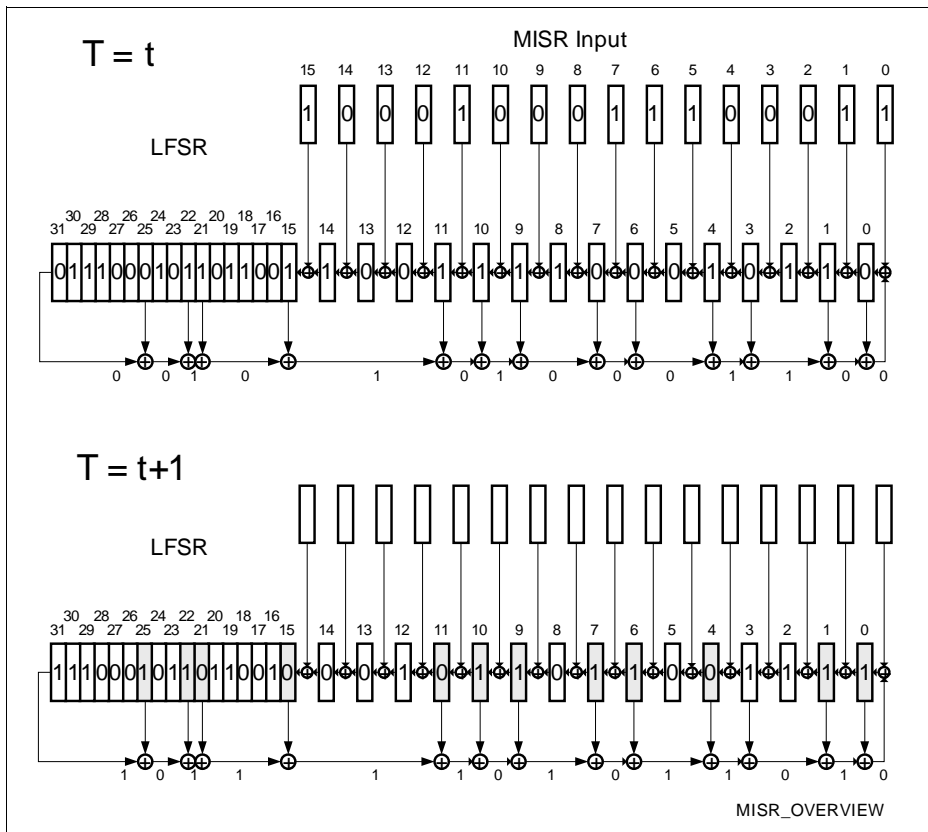 T = t
MISR Input
15 14 13 12 11 10 9 8 7 6 5 4 3 2 1 0
1 0 0 0 1 0 0 0 1 1 1 0 0 0 1 1
LFSR
30 28 26 24 22 20 18 16
31 29 27 25 23 21 19 17 15 14 13 12 11 10 9 8 7 6 5 4 3 2 1 0
0 1 1 1 0 0 0 1 0 1 1 0 1 1 0 0 1 1 0 0 1 1 1 1 0 0 0 1 0 1 1 0
0 0 1 0 1 0 1 0 0 0 1 1 0 0
T = t+1
LFSR
30 28 26 24 22 20 18 16
31 29 27 25 23 21 19 17 15 14 13 12 11 10 9 8 7 6 5 4 3 2 1 0
1 1 1 0 0 0 1 0 1 1 0 1 1 0 0 1 0 0 0 1 0 1 1 0 1 1 0 0 1 1 1 1
1 0 1 1 1 1 0 1 0 1 1 0 1 0
MISR_OVERVIEW